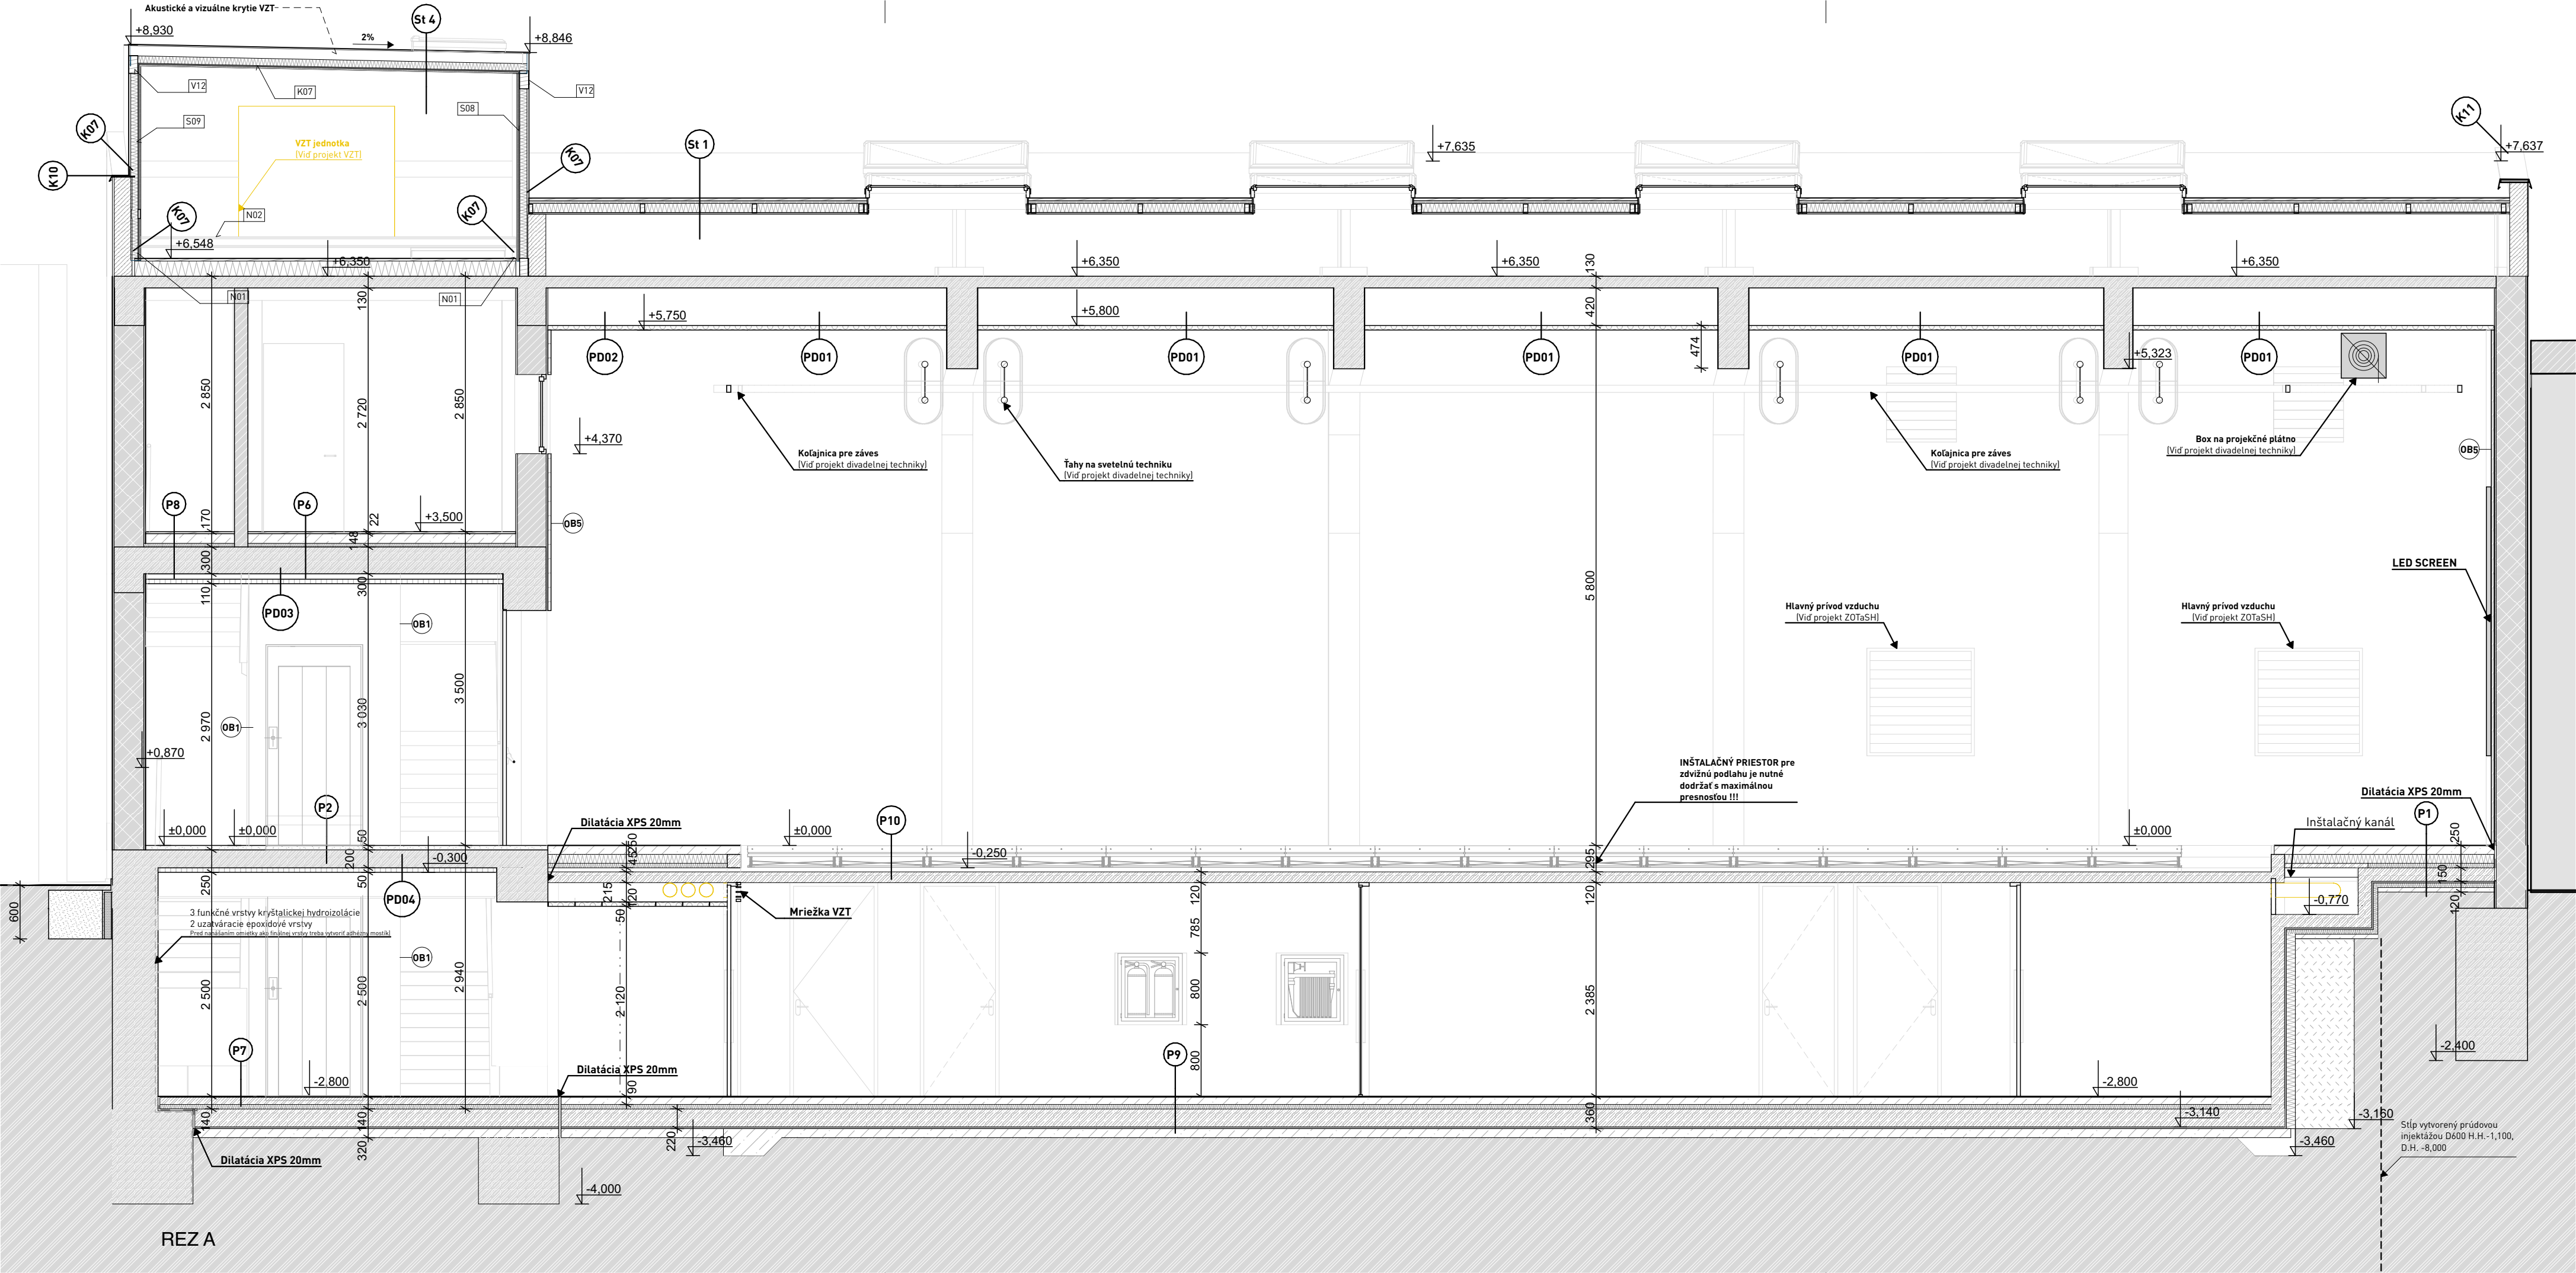 Akustické a vizuálne krytie VZT
St 4
+8,930
2%
+8,846
V12
K07
V12
S09
S08
K07
K11
VZT jednotka
(Viď projekt VZT)
St 1
+7,635
+7,637
K10
K07
K07
K07
N02
+6,548
+6,350
+6,350
+6,350
+6,350
130
N01
N01
130
420
+5,750
+5,800
PD02
PD01
PD01
PD01
PD01
PD01
474
+5,323
2 850
2 720
2 850
+4,370
Koľajnica pre záves
(Viď projekt divadelnej techniky)
Ťahy na svetelnú techniku
(Viď projekt divadelnej techniky)
Koľajnica pre záves
(Viď projekt divadelnej techniky)
Box na projekčné plátno
(Viď projekt divadelnej techniky)
OB5
P8
P6
170
22
+3,500
OB5
148
300
LED SCREEN
110
300
PD03
5 800
OB1
Hlavný prívod vzduchu
(Viď projekt ZOTaSH)
Hlavný prívod vzduchu
(Viď projekt ZOTaSH)
3 500
2 970
3 030
OB1
+0,870
INŠTALAČNÝ PRIESTOR pre
zdvižnú podlahu je nutné
dodržať s maximálnou
presnosťou !!!
Dilatácia XPS 20mm
P2
P10
P1
Dilatácia XPS 20mm
Inštalačný kanál
±0,000
±0,000
50
±0,000
±0,000
250
200
-0,300
-0,250
295
150
250
50
PD04
215
120
50
120
120
-0,770
120
600
3 funkčné vrstvy kryštalickej hydroizolácie
2 uzatváracie epoxidové vrstvy
Pred nanášaním omietky ako finálnej vrstvy treba vytvoriť adhézny mostík)
Mriežka VZT
785
OB1
2 500
2 500
2 940
2 120
800
2 385
P7
P9
800
-2,400
-2,800
Dilatácia XPS 20mm
90
-2,800
140
140
360
-3,140
-3,160
320
220
-3,460
-3,460
Stĺp vytvorený prúdovou
injektážou D600 H.H.-1,100,
D.H. -8,000
Dilatácia XPS 20mm
-4,000
REZ A